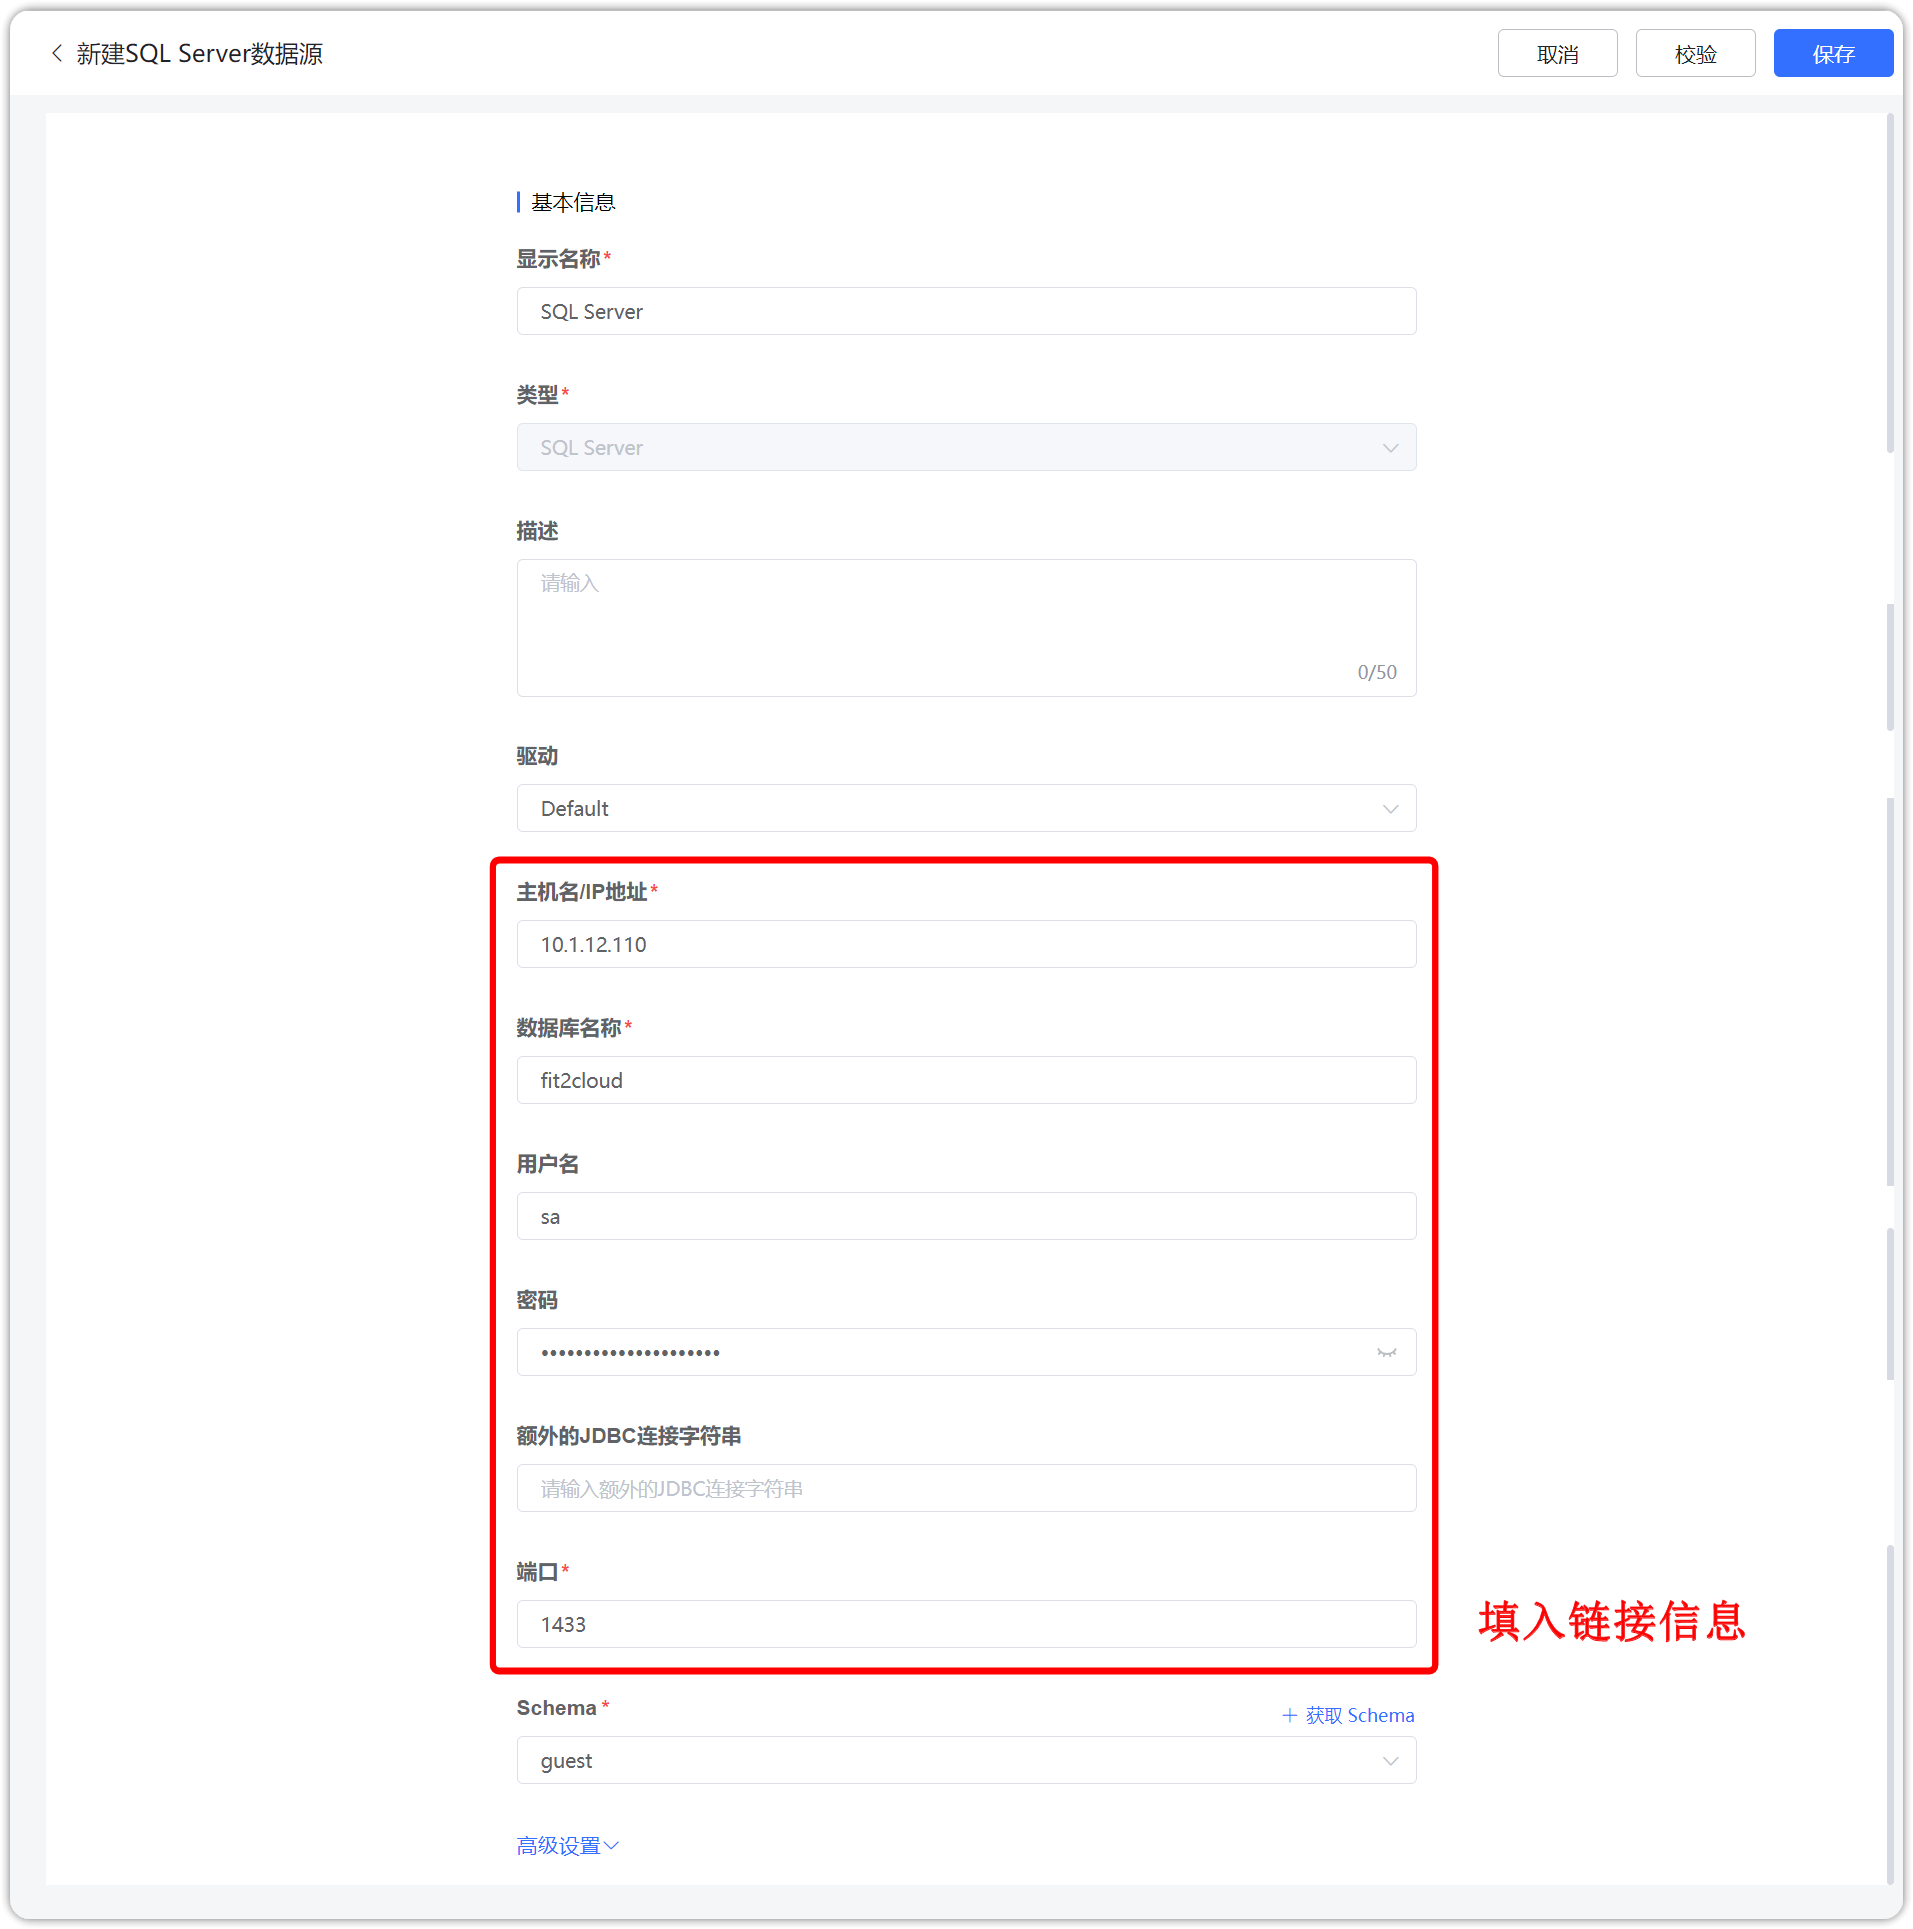 新建SQL Server数据源
取消
校验
保存
基本信息
显示名称*
SQL Server
类型*
SQL Server
描述
请输入
0/50
驱动
Default
主机名/IP地址*
10.1.12.110
数据库名称*
fit2cloud
用户名
sa
密码
•••••••••••••••••••••
额外的JDBC连接字符串
请输入额外的JDBC连接字符串
端口*
1433
填入链接信息
Schema *
+ 获取 Schema
guest
高级设置